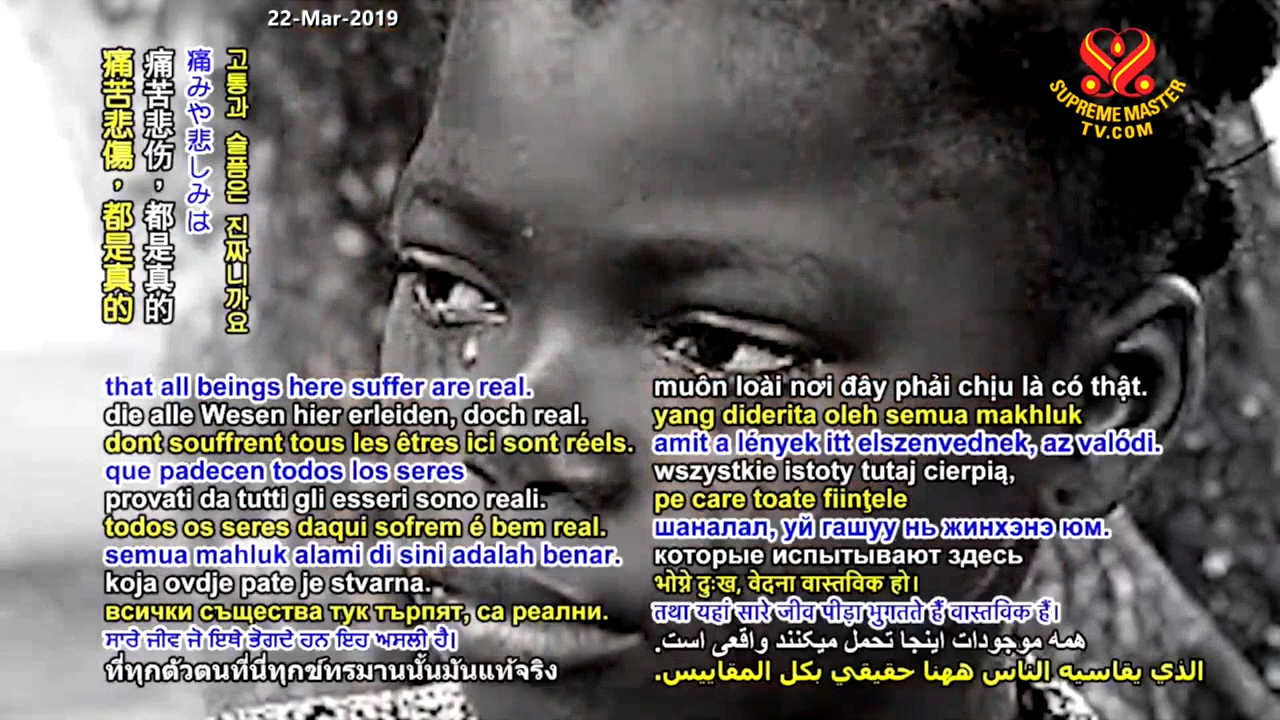 22-Mar-2019
SUPREME MASTER
TV.COM
고통과 슬픔은 진짜니까요
痛みや悲しみは
痛苦悲伤，都是真的
痛苦悲傷，都是真的
that all beings here suffer are real.
die alle Wesen hier erleiden, doch real.
dont souffrent tous les êtres ici sont réels.
que padecen todos los seres
provati da tutti gli esseri sono reali.
todos os seres daqui sofrem é bem real.
semua mahluk alami di sini adalah benar.
koja ovdje pate je stvarna.
всички същества тук търпят, са реални.
ਸਾਰੇ ਜੀਵ ਜੋ ਇਥੇ ਭੋਗਦੇ ਹਨ ਇਹ ਅਸਲੀ ਹੈ।
ที่ทุกตัวตนที่นี่ทุกข์ทรมานนั้นมันแท้จริง
muôn loài nơi đây phải chịu là có thật.
yang diderita oleh semua makhluk
amit a lények itt elszenvednek, az valódi.
wszystkie istoty tutaj cierpią,
pe care toate fiinţele
шаналал, уй гашуу нь жинхэнэ юм.
которые испытывают здесь
भोग्ने दुःख, वेदना वास्तविक हो।
तथा यहां सारे जीव पीड़ा भुगतते हैं वास्तविक हैं।
همه موجودات اینجا تحمل میکنند واقعی است.
الذي يقاسيه الناس ههنا حقيقي بكل المقاييس.